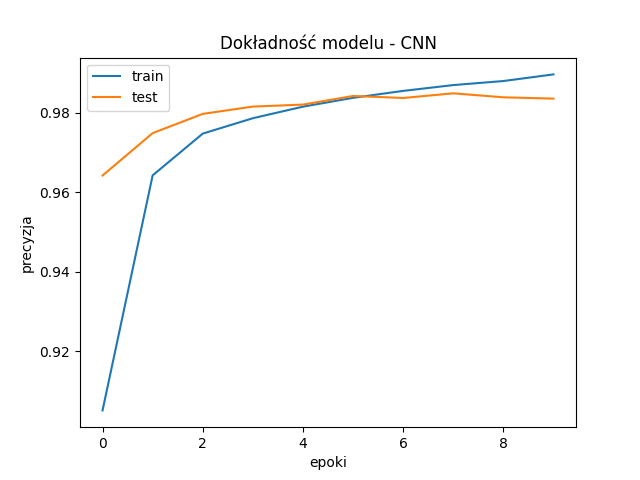 Dokładność modelu - CNN
train
test
0.98
0.96
0.94
0.92
precyzja
0
2
4
6
8
epoki